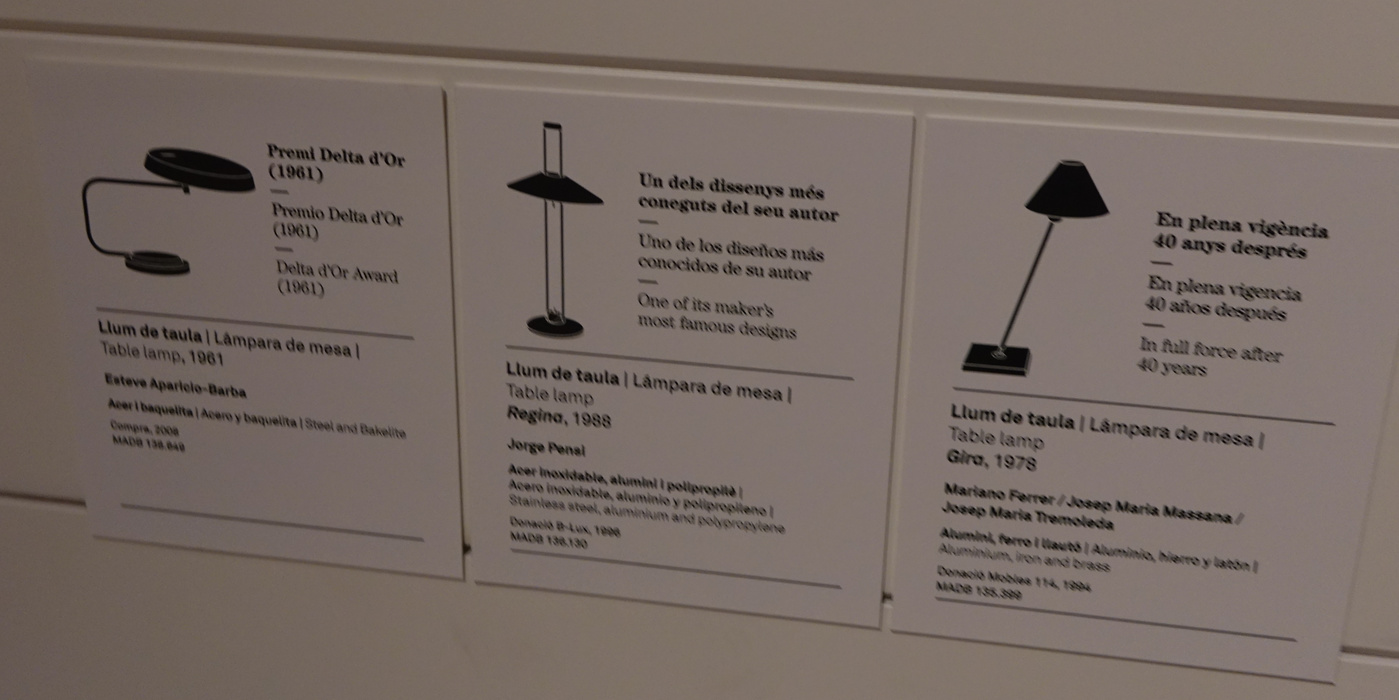 Premi Delta d'Or
(1961)
—
Premio Delta d'Or
(1961)
—
Delta d'Or Award
(1961)
Llum de taula | Lámpara de mesa |
Table lamp, 1961
Esteve Aparicio-Barba
Acer i baquelita | Acero y baquelita | Steel and Bakelite
Compra, 2008
MADB
Un dels dissenys més
coneguts del seu autor
—
Uno de los diseños más
conocidos de su autor
—
One of its maker's
most famous designs
Llum de taula | Lámpara de mesa |
Table lamp
Regina, 1988
Jorge Pensi
Acer inoxidable, alumini i polipropilè |
Acero inoxidable, aluminio y polipropileno |
Stainless steel, aluminium and polypropylene
Donació B-Lux,
MADB 136.130
En plena vigència
40 anys després
—
En plena vigencia
40 años después
—
In full force after
40 years
Llum de taula | Lámpara de mesa |
Table lamp
Gira, 1978
Mariano Ferrer / Josep Maria Massana /
Josep Maria Tremoleda
Alumini, ferro i llautó | Aluminio, hierro y latón |
Aluminium, iron and brass
Donació Mobles 114, 1994
MADB